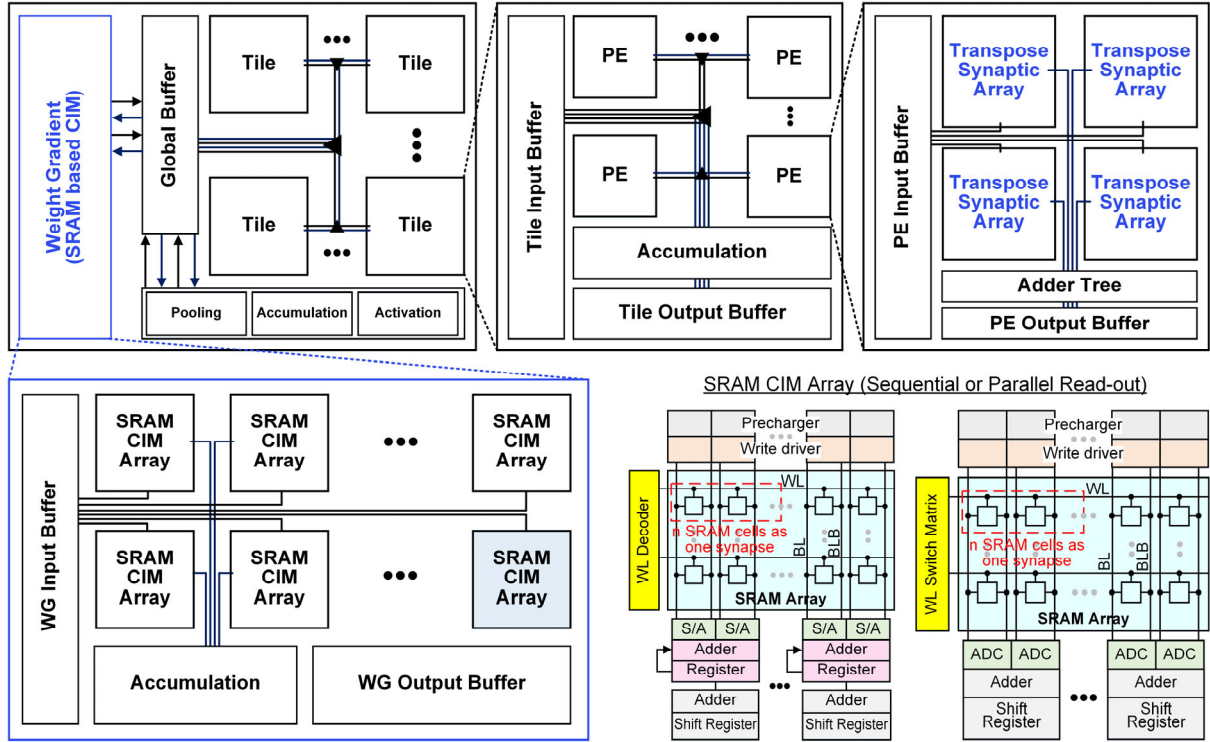 Weight Gradient
(SRAM based CIM)
Global Buffer
Tile
Tile
Tile
Tile
Pooling
Accumulation
Activation
Tile Input Buffer
PE
PE
PE
PE
Accumulation
Tile Output Buffer
PE Input Buffer
Transpose
Synaptic
Array
Transpose
Synaptic
Array
Transpose
Synaptic
Array
Transpose
Synaptic
Array
Adder Tree
PE Output Buffer
WG Input Buffer
SRAM
CIM
Array
SRAM
CIM
Array
SRAM
CIM
Array
SRAM
CIM
Array
SRAM
CIM
Array
SRAM
CIM
Array
Accumulation
WG Output Buffer
SRAM CIM Array (Sequential or Parallel Read-out)
Precharger
Write driver
WL Decoder
WL
n SRAM cells as
one synapse
BL
BLB
SRAM Array
S/A
S/A
S/A
S/A
Adder
Register
Adder
Register
Adder
Shift Register
Adder
Shift Register
Precharger
Write driver
WL Switch Matrix
WL
n SRAM cells as
one synapse
BL
BLB
SRAM Array
ADC
ADC
ADC
ADC
Adder
Shift
Register
Adder
Shift
Register